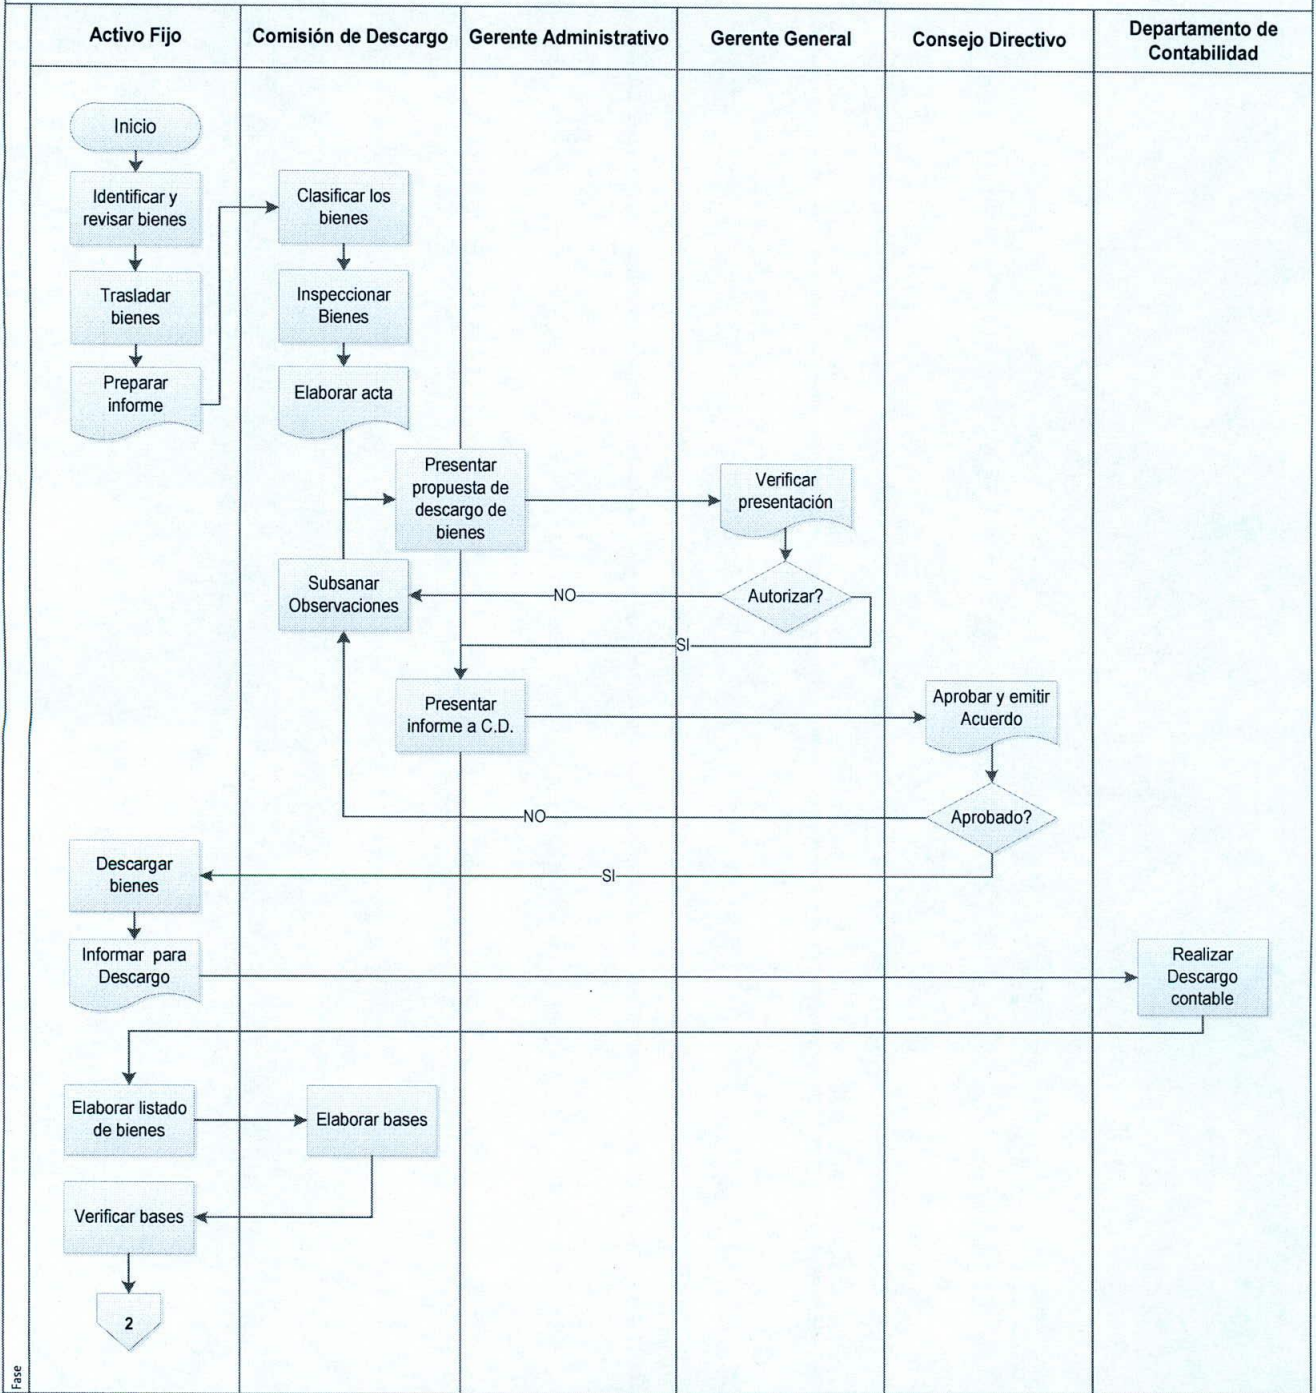 Activo Fijo
Comisión de Descargo
Gerente Administrativo
Gerente General
Consejo Directivo
Departamento de
Contabilidad
Inicio
Identificar y
revisar bienes
Clasificar los
bienes
Trasladar
bienes
Inspeccionar
Bienes
Preparar
informe
Elaborar acta
Presentar
propuesta de
descargo de
bienes
Verificar
presentación
Subsanar
Observaciones
NO
Autorizar?
SI
Presentar
informe a C.D.
Aprobar y emitir
Acuerdo
NO
Aprobado?
Descargar
bienes
SI
Informar para
Descargo
Realizar
Descargo
contable
Elaborar listado
de bienes
Elaborar bases
Verificar bases
2
Fase